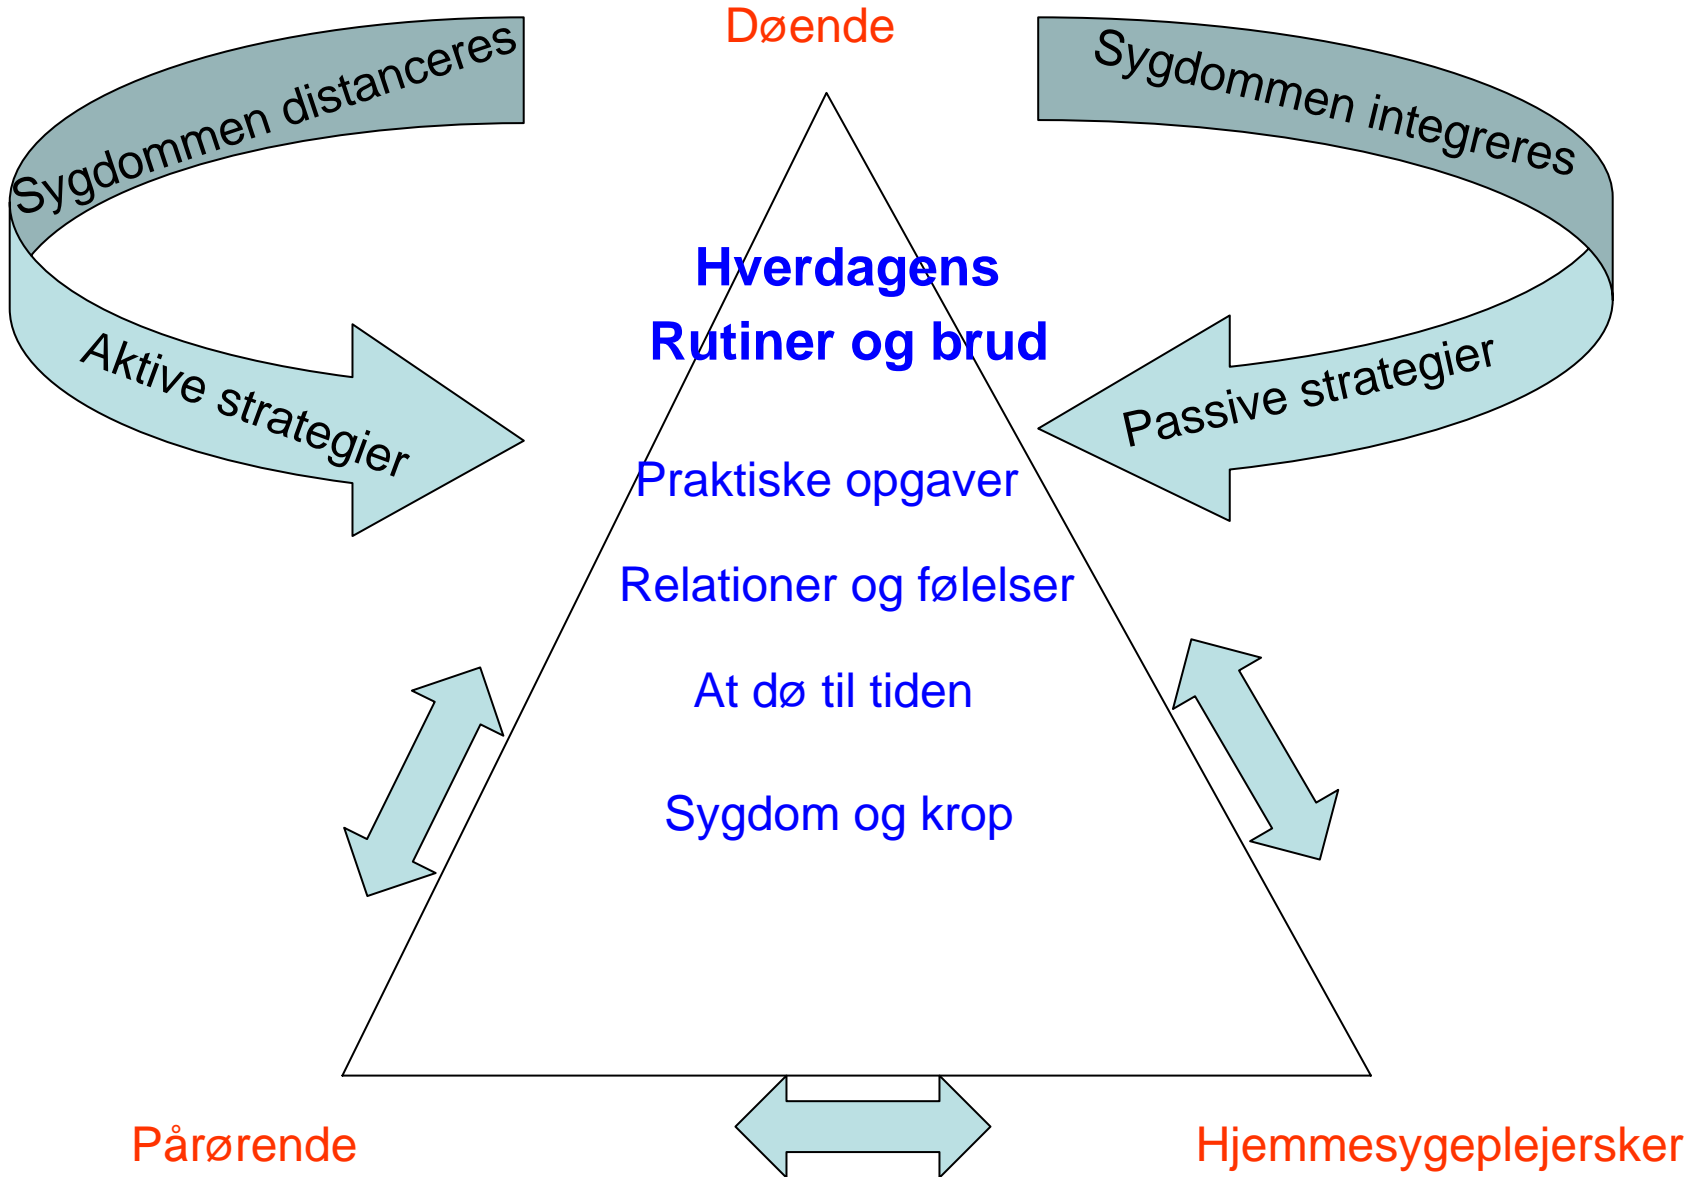 Døende
Sygdommen distanceres
Sygdommen integreres
Hverdagens
Rutiner og brud
Aktive strategier
Passive strategier
Praktiske opgaver
Relationer og følelser
At dø til tiden
Sygdom og krop
Pårørende
Hjemmesygeplejersker